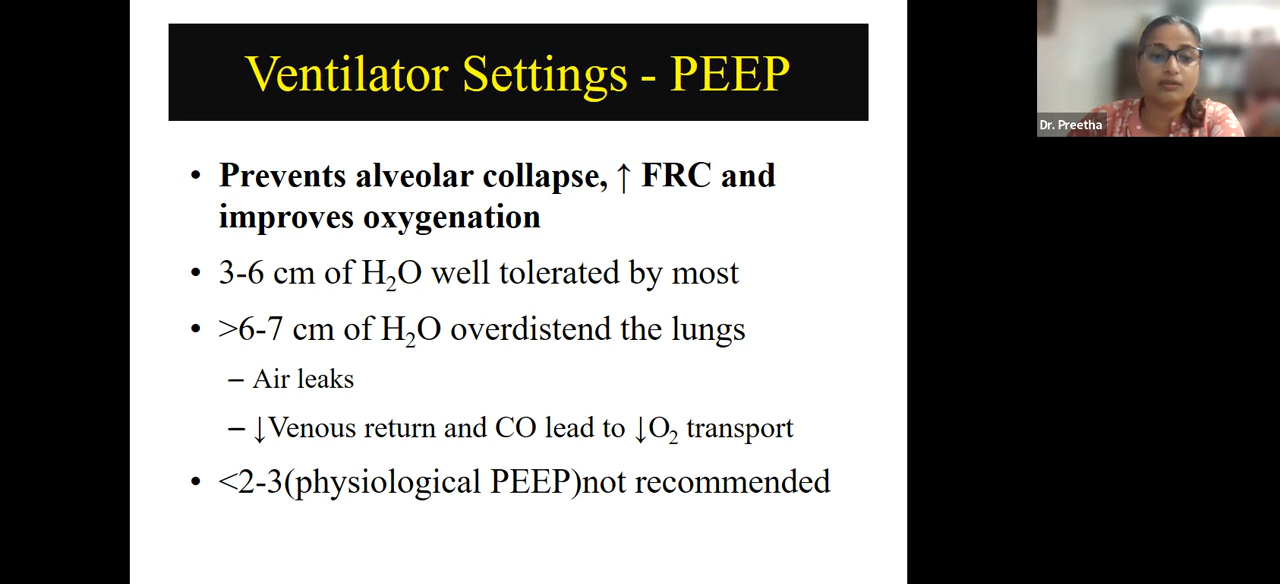 Ventilator Settings - PEEP
Dr. Preetha
• Prevents alveolar collapse, ↑ FRC and
improves oxygenation
• 3-6 cm of H₂O well tolerated by most
• >6-7 cm of H₂O overdistend the lungs
– Air leaks
– ↓Venous return and CO lead to ↓O₂ transport
• <2-3(physiological PEEP)not recommended